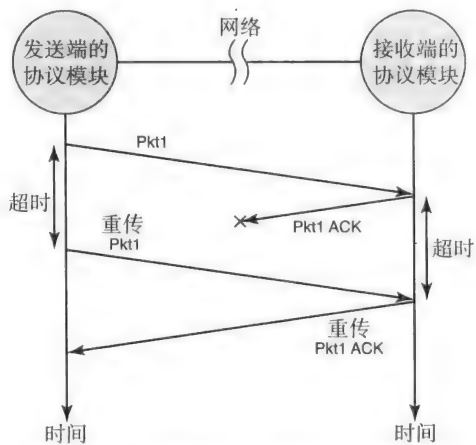 发送端的
协议模块
网络
接收端的
协议模块
Pkt1
超时
Pkt1 ACK
超时
重传
Pkt1
重传
Pkt1 ACK
时间
时间